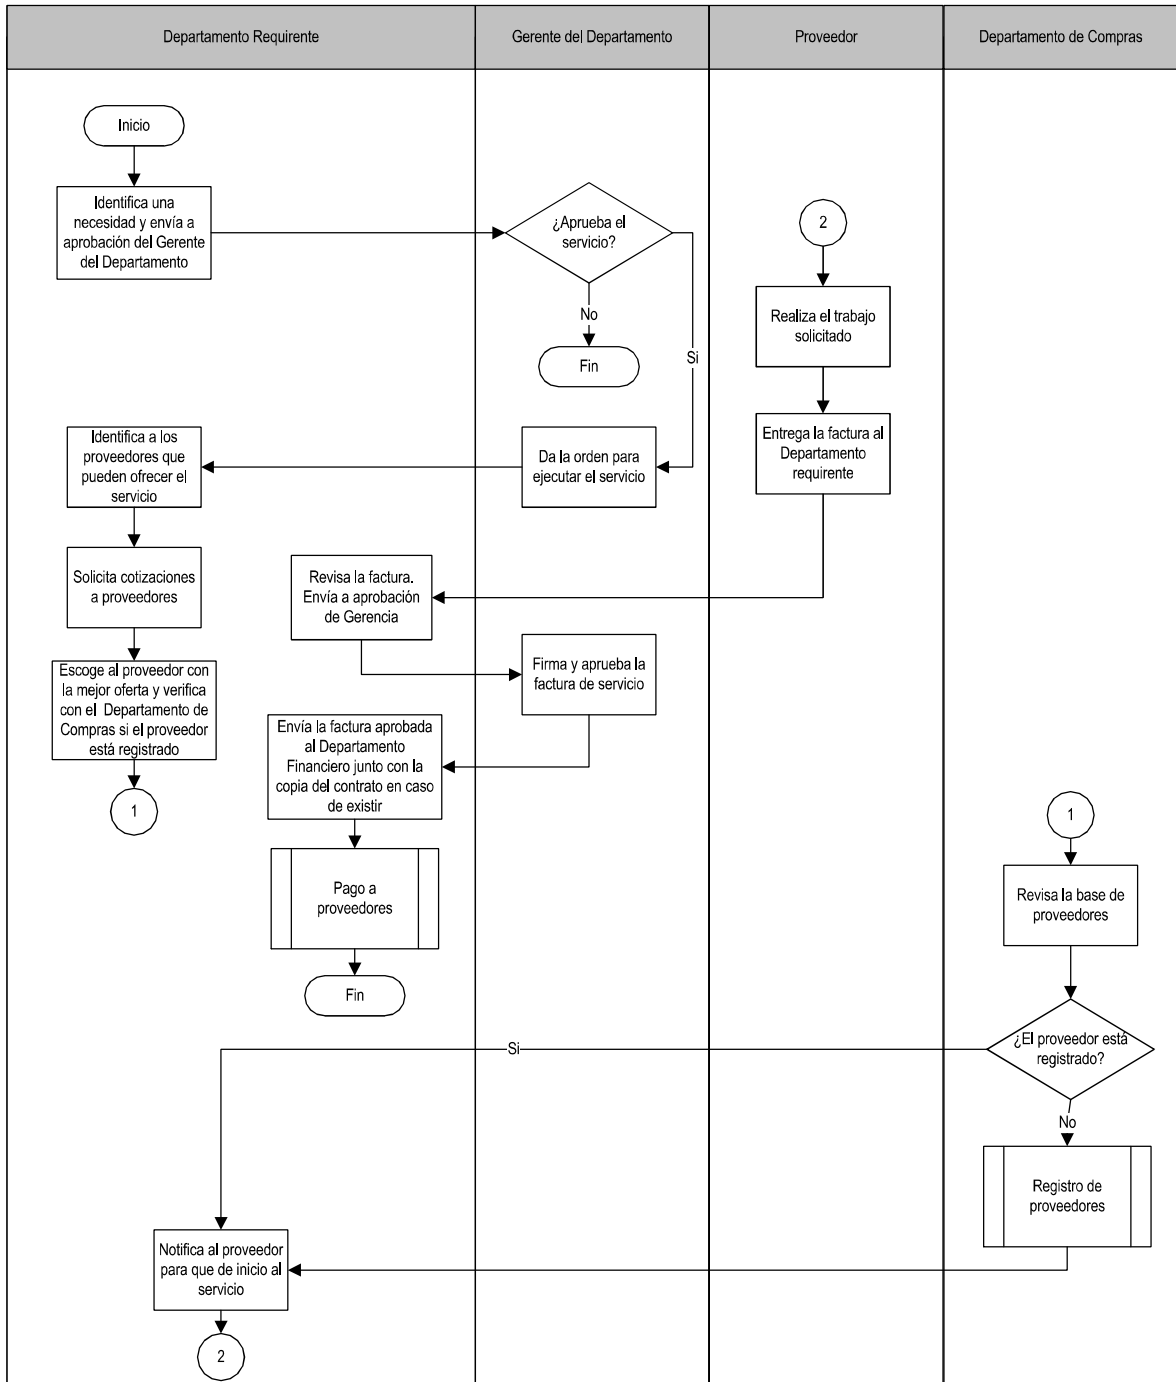 Departamento Requirente
Gerente del Departamento
Proveedor
Departamento de Compras
Inicio
Identifica una
necesidad y envía a
aprobación del Gerente
del Departamento
¿Aprueba el
servicio?
No
Fin
Si
2
Realiza el trabajo
solicitado
Entrega la factura al
Departamento
requirente
Da la orden para
ejecutar el servicio
Identifica a los
proveedores que
pueden ofrecer el
servicio
Solicita cotizaciones
a proveedores
Escoge al proveedor con
la mejor oferta y verifica
con el Departamento de
Compras si el proveedor
está registrado
1
Revisa la factura.
Envía a aprobación
de Gerencia
Firma y aprueba la
factura de servicio
Envía la factura aprobada
al Departamento
Financiero junto con la
copia del contrato en caso
de existir
Pago a
proveedores
Fin
1
Revisa la base de
proveedores
¿El proveedor está
registrado?
Si
No
Registro de
proveedores
Notifica al proveedor
para que de inicio al
servicio
2